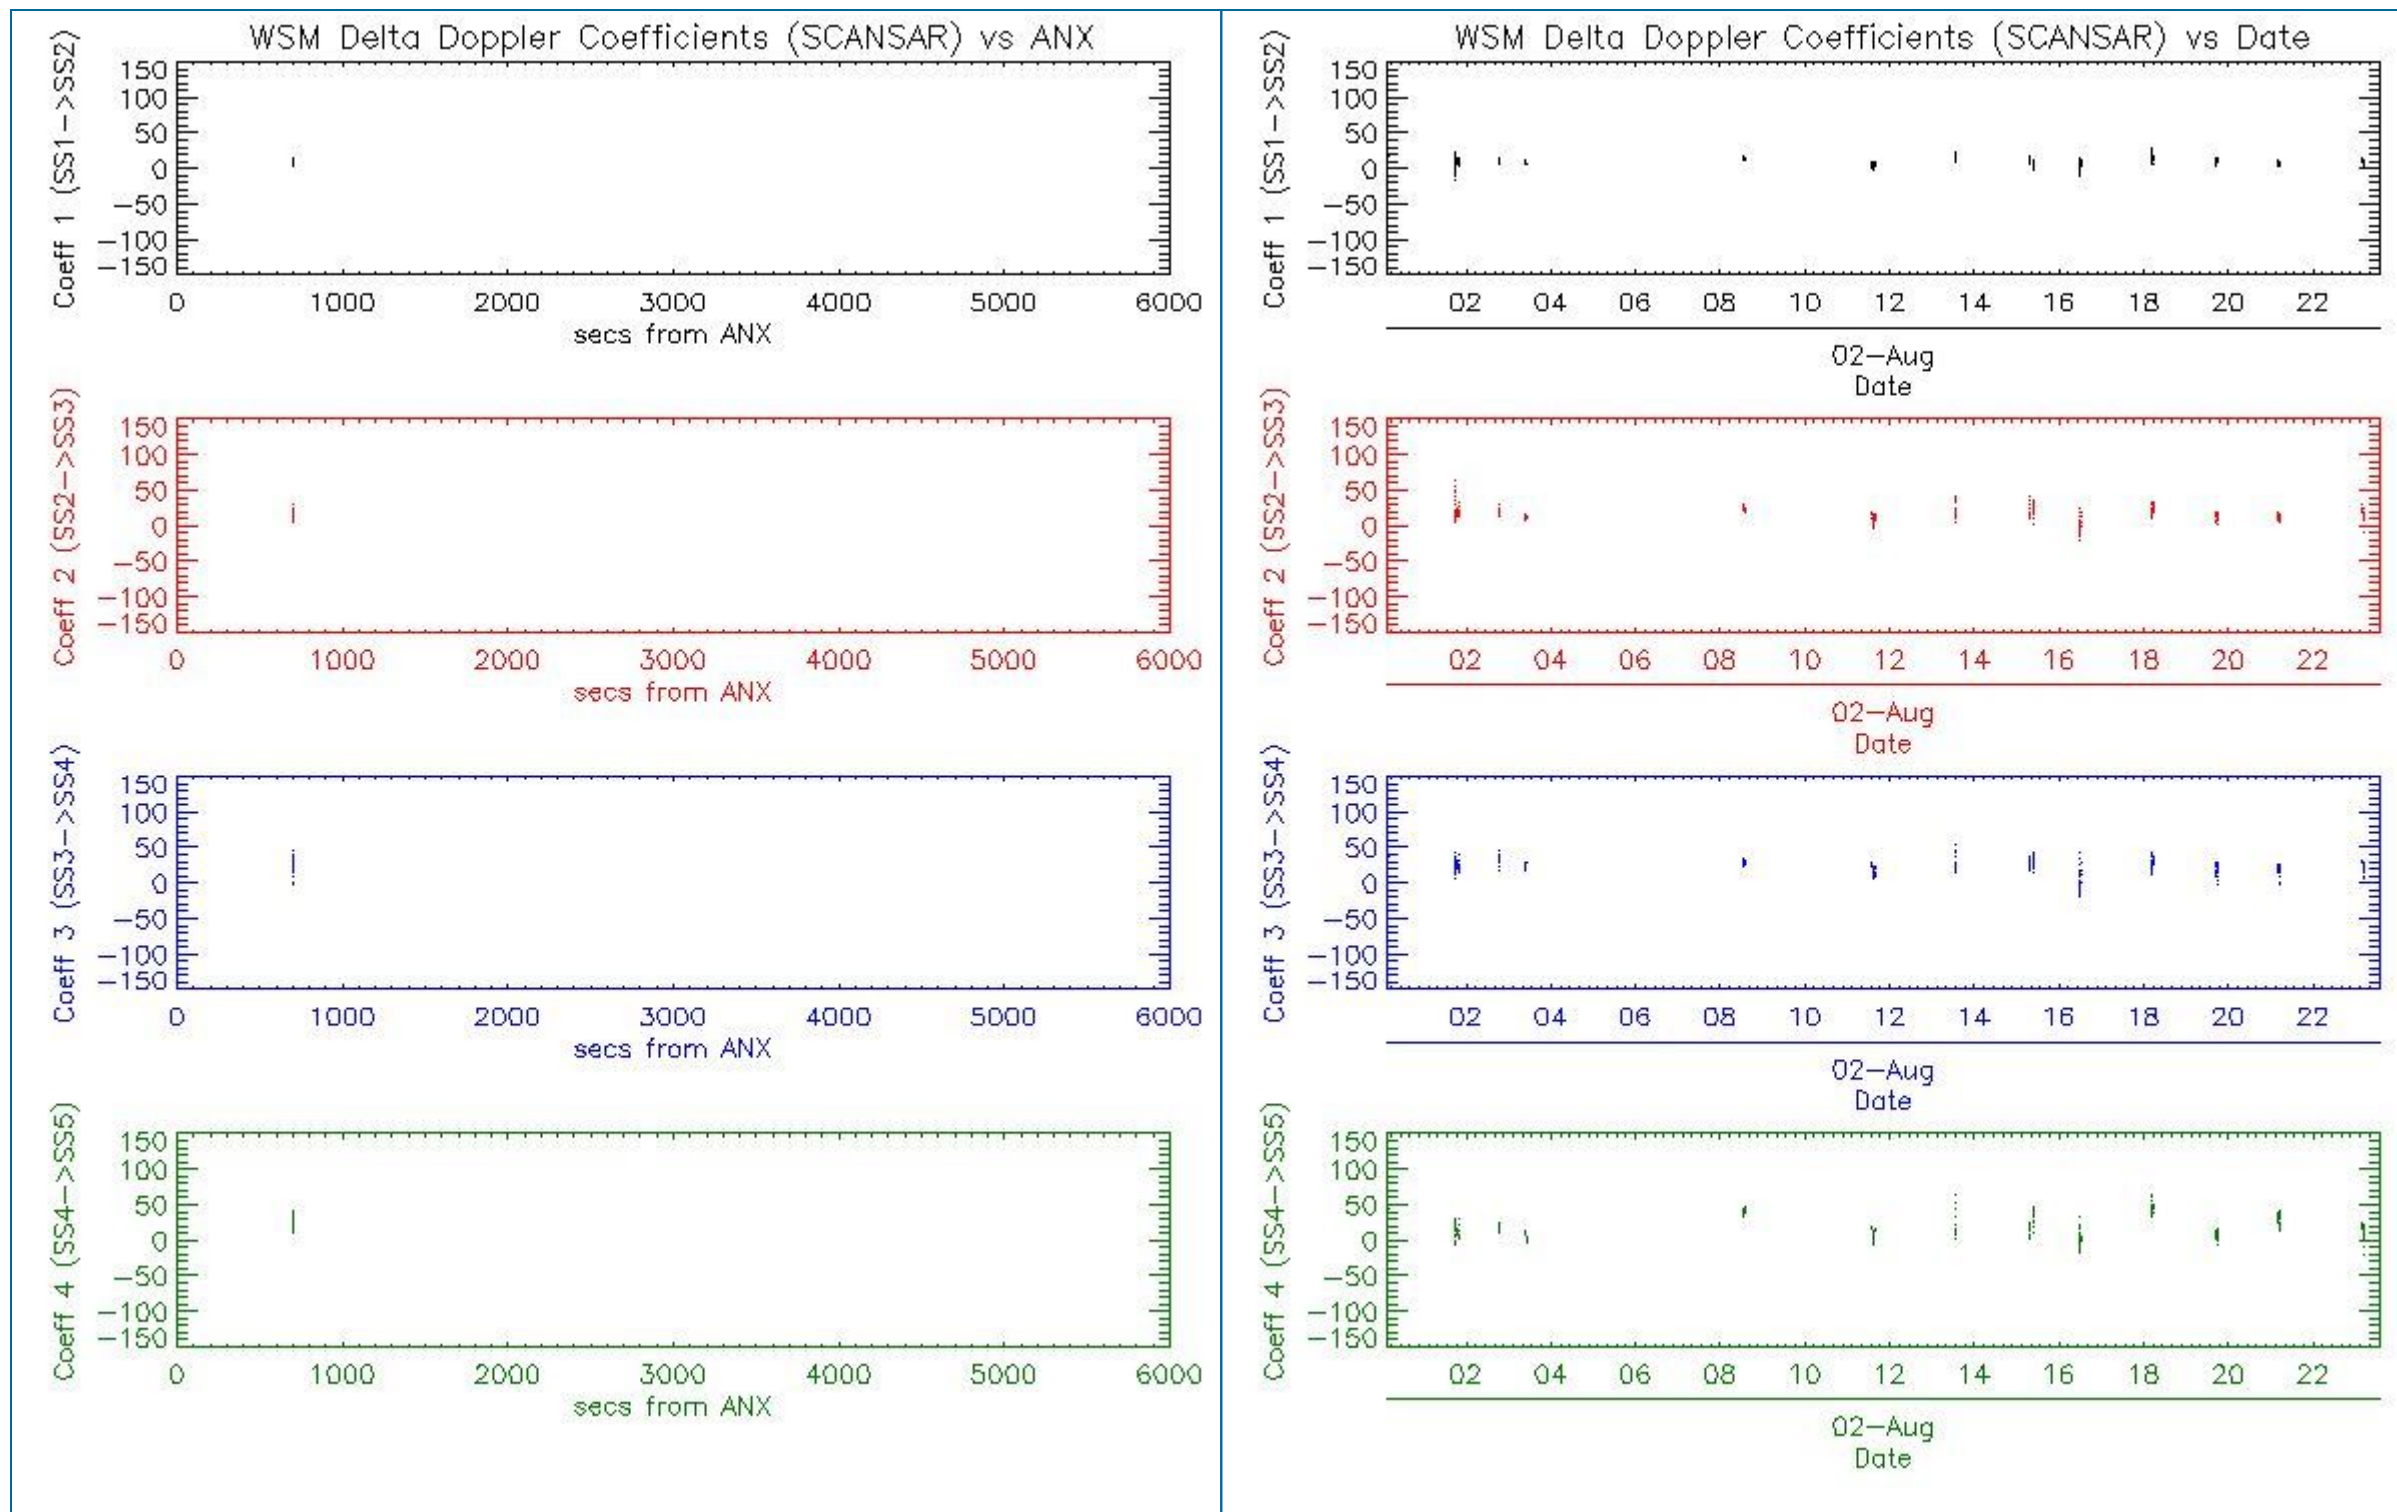 WSM Delta Doppler Coefficients (SCANSAR) vs ANX
Coeff 1 (SS1->SS2)
150
100
50
0
-50
-100
-150
0 1000 2000 3000 4000 5000 6000
secs from ANX
Coeff 2 (SS2->SS3)
150
100
50
0
-50
-100
-150
0 1000 2000 3000 4000 5000 6000
secs from ANX
Coeff 3 (SS3->SS4)
150
100
50
0
-50
-100
-150
0 1000 2000 3000 4000 5000 6000
secs from ANX
Coeff 4 (SS4->SS5)
150
100
50
0
-50
-100
-150
0 1000 2000 3000 4000 5000 6000
secs from ANX
WSM Delta Doppler Coefficients (SCANSAR) vs Date
Coeff 1 (SS1->SS2)
150
100
50
0
-50
-100
-150
02 04 06 08 10 12 14 16 18 20 22
02-Aug
Date
Coeff 2 (SS2->SS3)
150
100
50
0
-50
-100
-150
02 04 06 08 10 12 14 16 18 20 22
02-Aug
Date
Coeff 3 (SS3->SS4)
150
100
50
0
-50
-100
-150
02 04 06 08 10 12 14 16 18 20 22
02-Aug
Date
Coeff 4 (SS4->SS5)
150
100
50
0
-50
-100
-150
02 04 06 08 10 12 14 16 18 20 22
02-Aug
Date